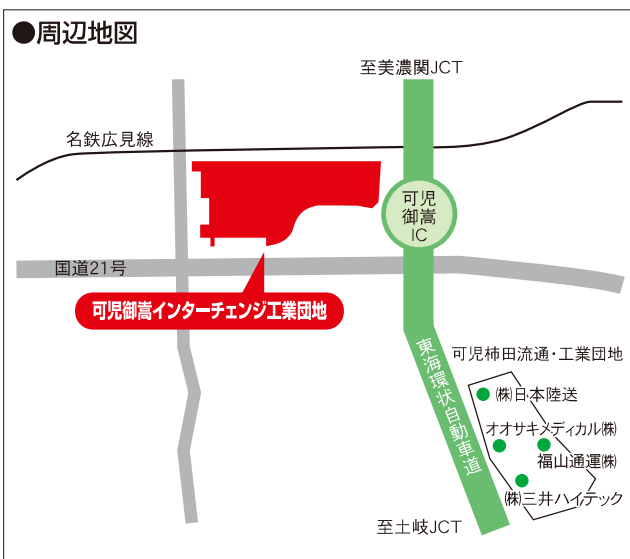 ●周辺地図
至美濃関JCT
名鉄広見線
可児
御嵩
IC
国道21号
可児御嵩インターチェンジ工業団地
東海環状自動車道
可児柿田流通・工業団地
㈱日本陸送
オオサキメディカル㈱
福山通運㈱
㈱三井ハイテック
至土岐JCT